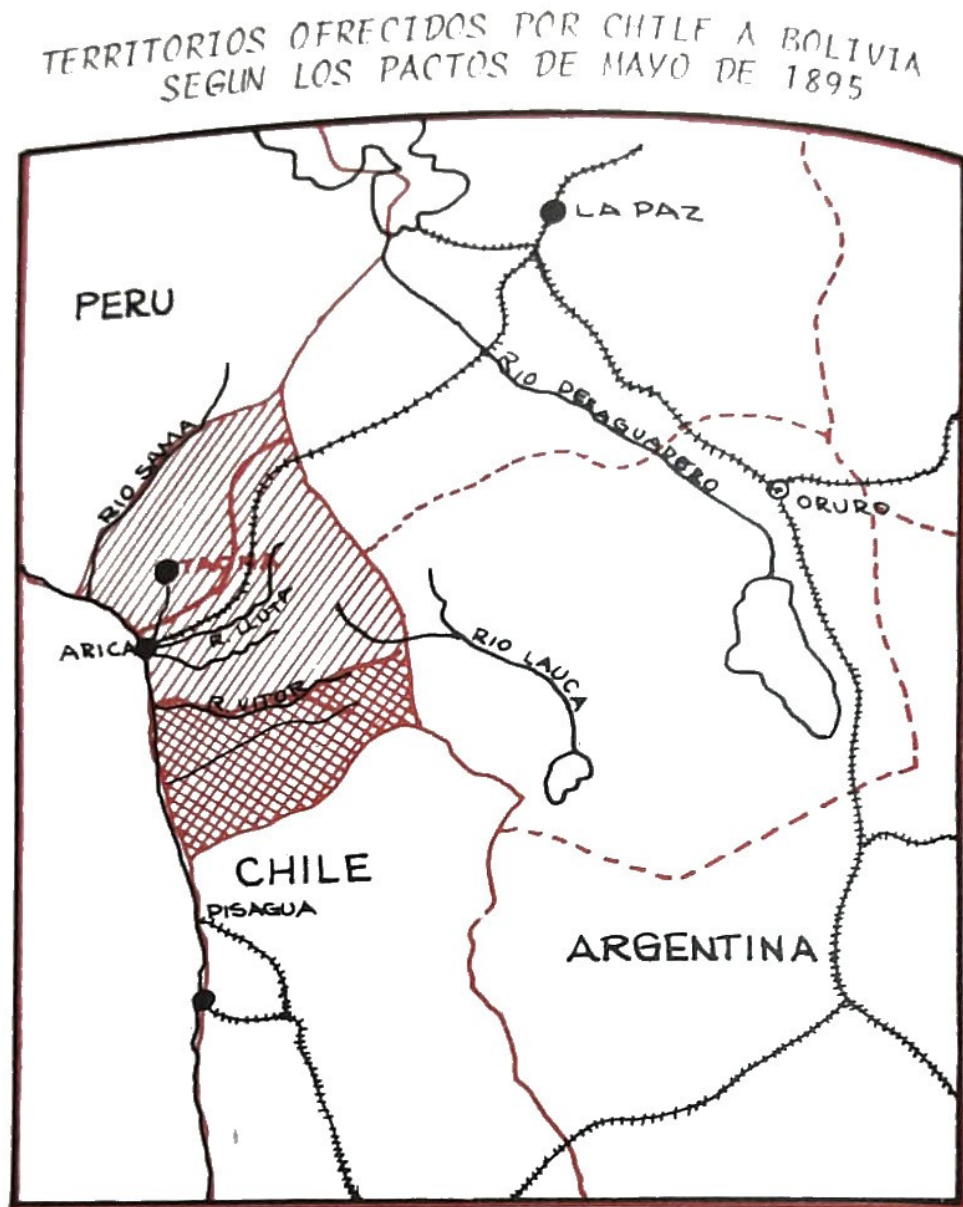 TERRITORIOS OFRECIDOS POR CHILE A BOLIVIA
SEGUN LOS PACTOS DE MAYO DE 1895
LA PAZ
PERU
RIO DESAGUADERO
RIO SAMA
ORURO
TACNA
R. LLUTA
ARICA
RIO LAUCA
R. VITOR
CHILE
PISAGUA
ARGENTINA